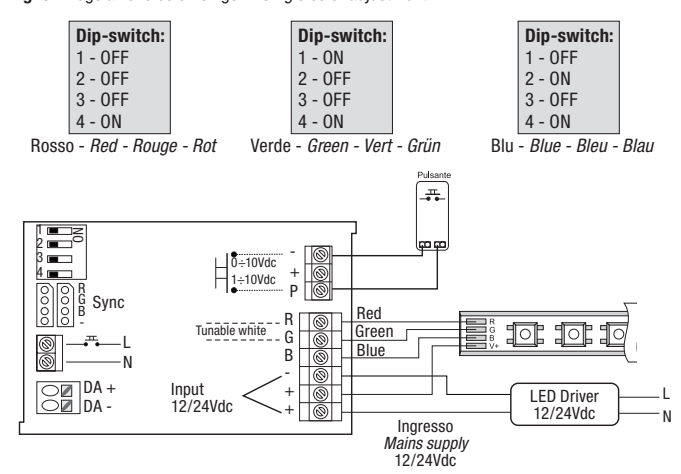 Dip-switch:
1 - OFF
2 - OFF
3 - OFF
4 - ON
Rosso - Red - Rouge - Rot
Dip-switch:
1 - ON
2 - OFF
3 - OFF
4 - ON
Verde - Green - Vert - Grün
Dip-switch:
1 - OFF
2 - ON
3 - OFF
4 - ON
Blu - Blue - Bleu - Blau
Pulsante
1
2
3
4
ON
R
G
B
-
Sync
L
N
DA +
DA -
0÷10Vdc
1÷10Vdc
-
+
P
Tunable white
R
G
B
-
+
+
Input
12/24Vdc
Red
Green
Blue
R
G
B
V+
LED Driver
12/24Vdc
L
N
Ingresso
Mains supply
12/24Vdc